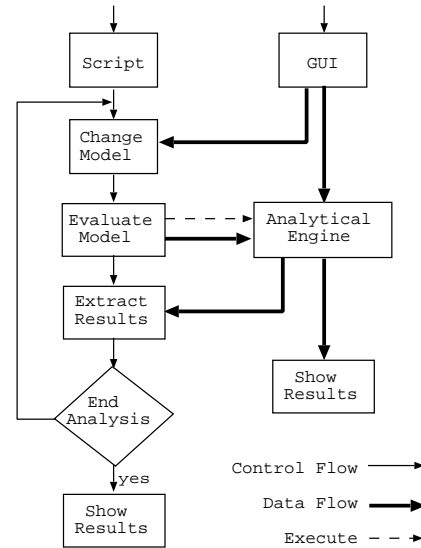 Script
GUI
Change
Model
Evaluate
Model
Analytical
Engine
Extract
Results
Show
Results
End
Analysis
yes
Show
Results
Control Flow
Data Flow
Execute